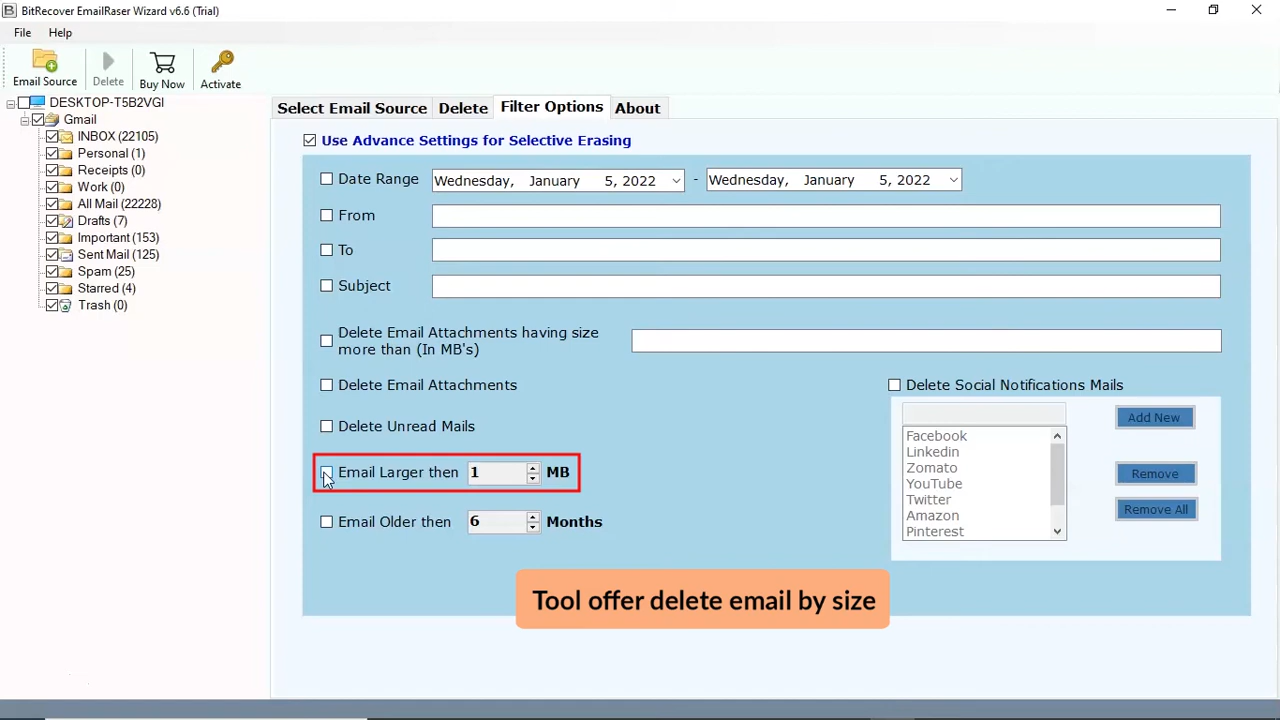 BitRecover EmailRaser Wizard v6.6 (Trial)
File Help
Email Source Delete Buy Now Activate
DESKTOP-T5B2VGI
Gmail
INBOX (22105)
Personal (1)
Receipts (0)
Work (0)
All Mail (22228)
Drafts (7)
Important (153)
Sent Mail (125)
Spam (25)
Starred (4)
Trash (0)
Select Email Source Delete Filter Options About
Use Advance Settings for Selective Erasing
Date Range Wednesday, January 5, 2022 - Wednesday, January 5, 2022
From
To
Subject
Delete Email Attachments having size
more than (In MB's)
Delete Email Attachments
Delete Unread Mails
Email Larger then 1 MB
Email Older then 6 Months
Delete Social Notifications Mails
Facebook
Linkedin
Zomato
YouTube
Twitter
Amazon
Pinterest
Add New
Remove
Remove All
Tool offer delete email by size